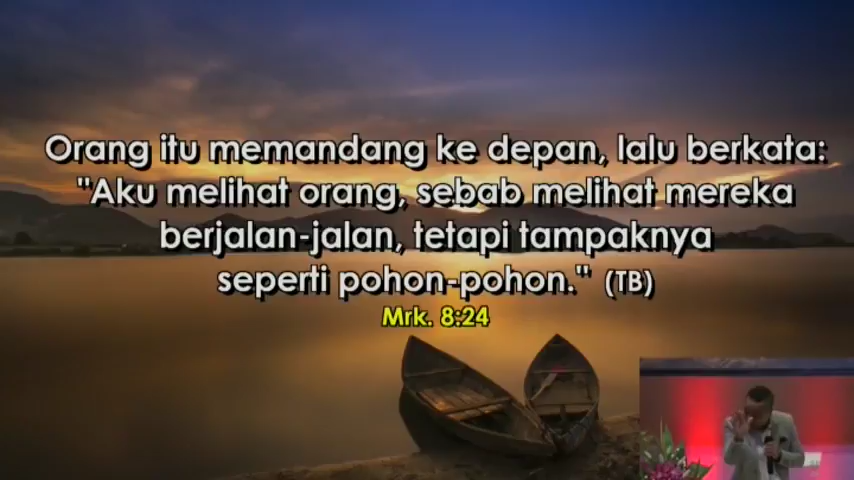 Orang itu memandang ke depan, lalu berkata:
"Aku melihat orang, sebab melihat mereka
berjalan-jalan, tetapi tampaknya
seperti pohon-pohon." (TB)
Mrk. 8:24